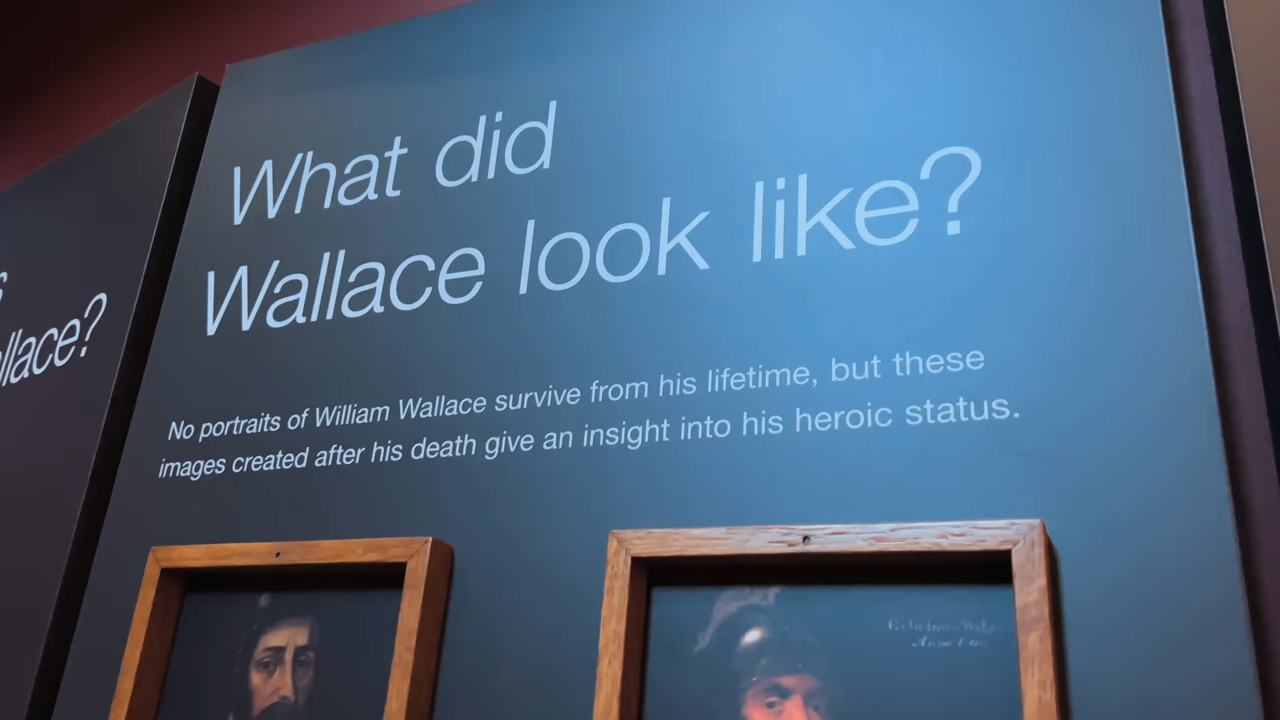 What did
Wallace look like?
No portraits of William Wallace survive from his lifetime, but these
images created after his death give an insight into his heroic status.